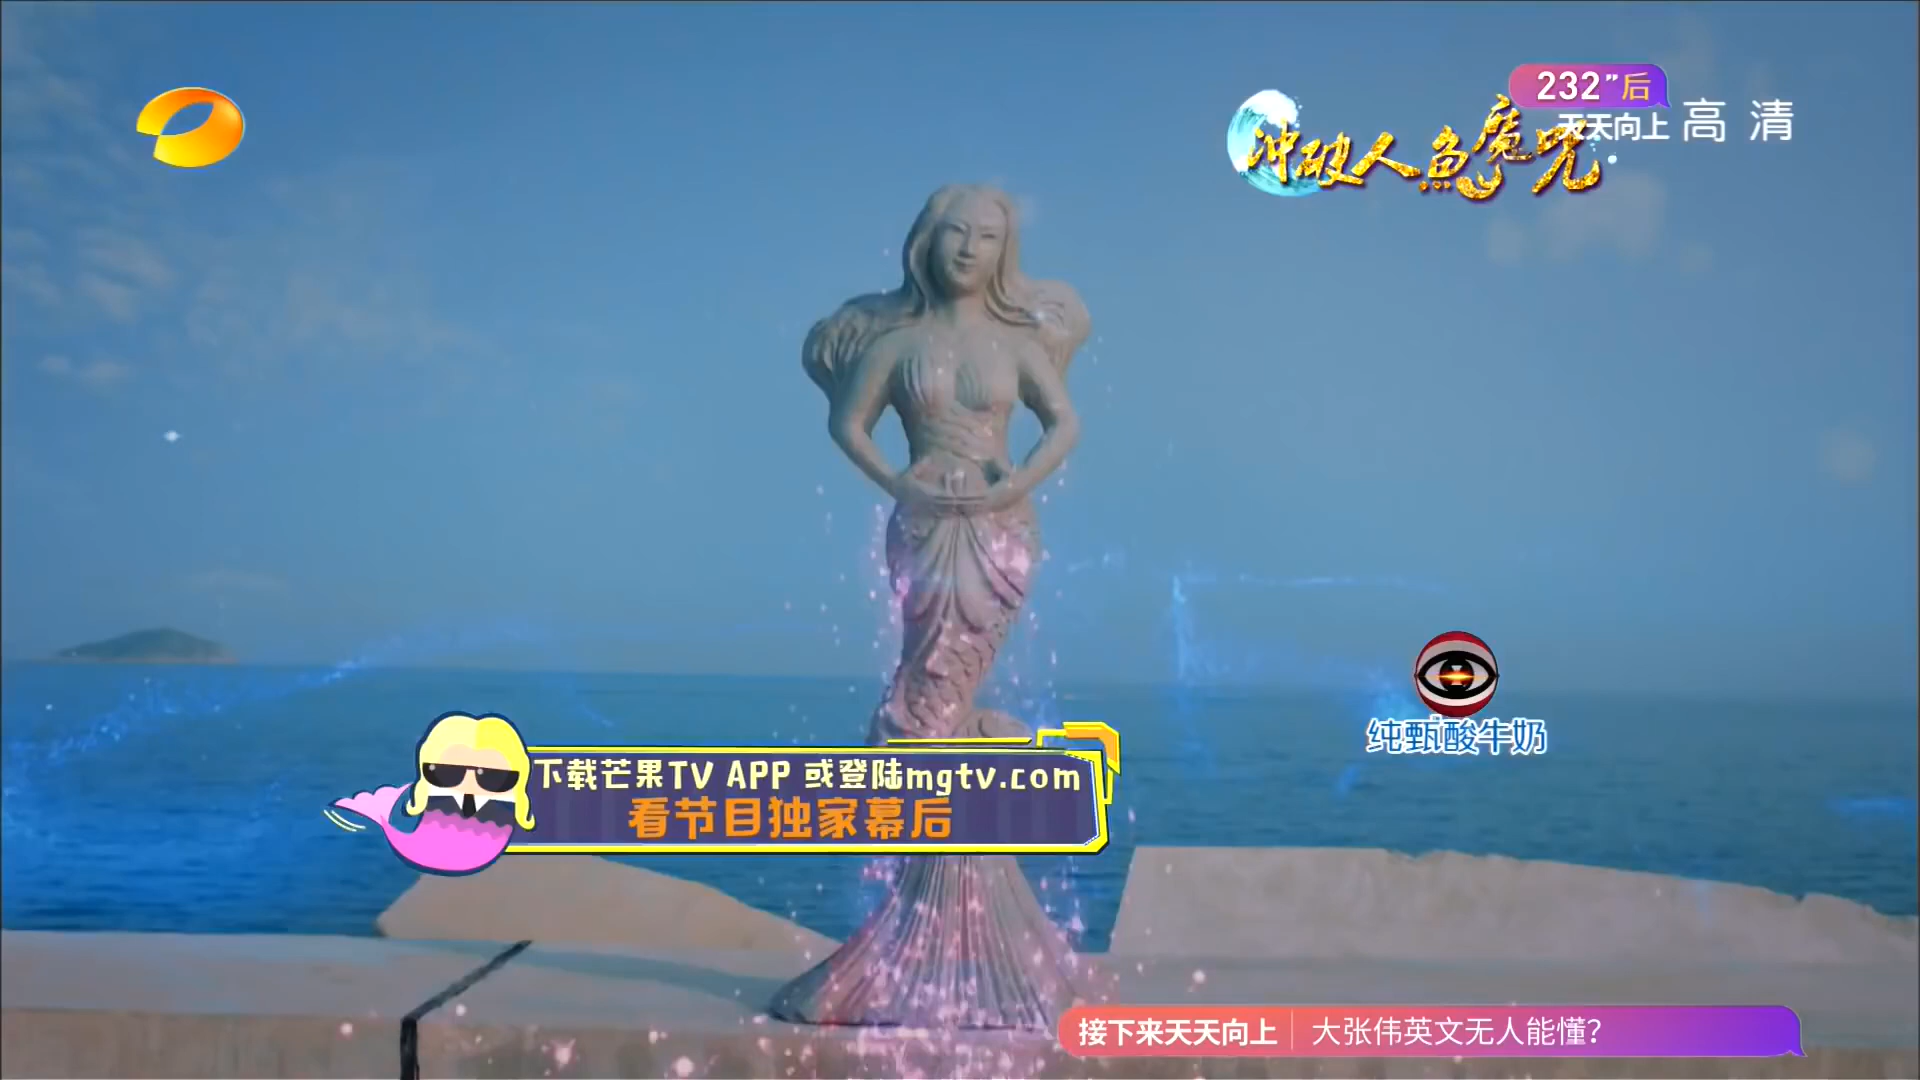 232”后
天天向上
高 清
冲破人鱼魔咒
纯甄酸牛奶
下载芒果TV APP 或登陆mgtv.com
看节目独家幕后
接下来天天向上 大张伟英文无人能懂?